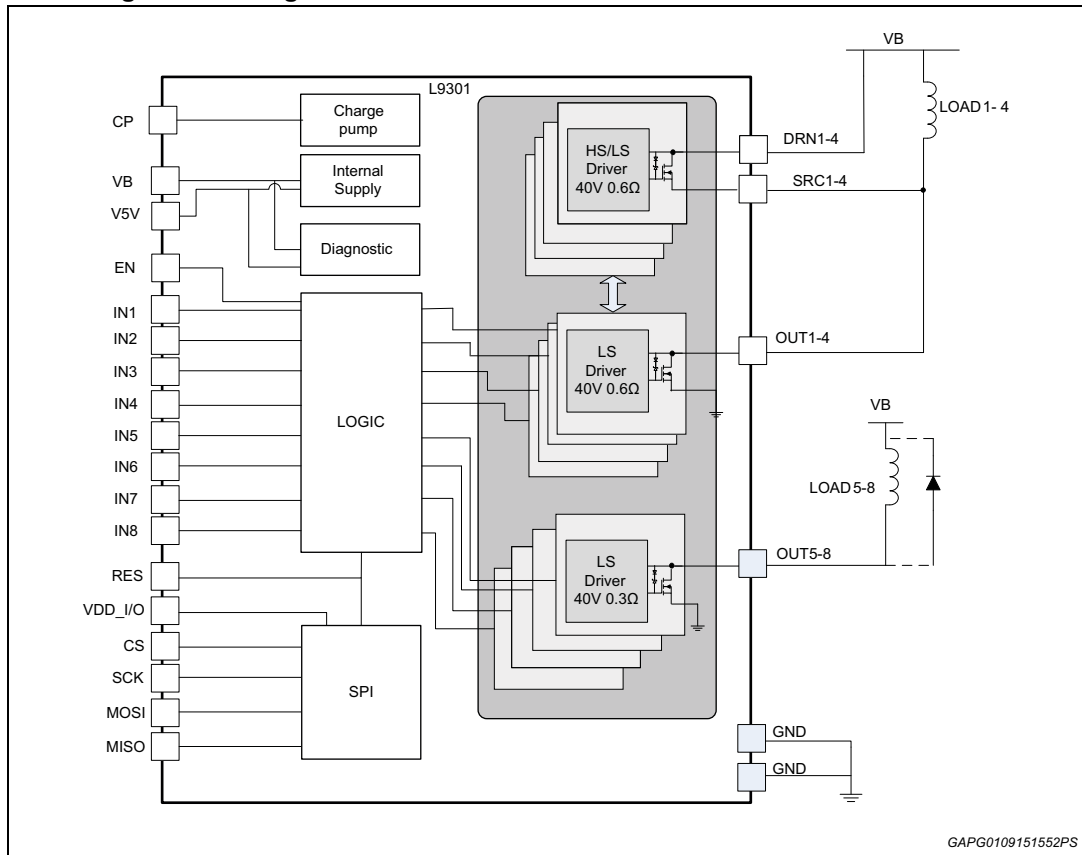 L9301
CP
VB
V5V
EN
IN1
IN2
IN3
IN4
IN5
IN6
IN7
IN8
RES
VDD_I/O
CS
SCK
MOSI
MISO
Charge
pump
Internal
Supply
Diagnostic
LOGIC
SPI
HS/LS
Driver
40V 0.6Ω
LS
Driver
40V 0.6Ω
LS
Driver
40V 0.3Ω
VB
LOAD1-4
DRN1-4
SRC1-4
OUT1-4
VB
LOAD5-8
OUT5-8
GND
GND
GAPG0109151552PS